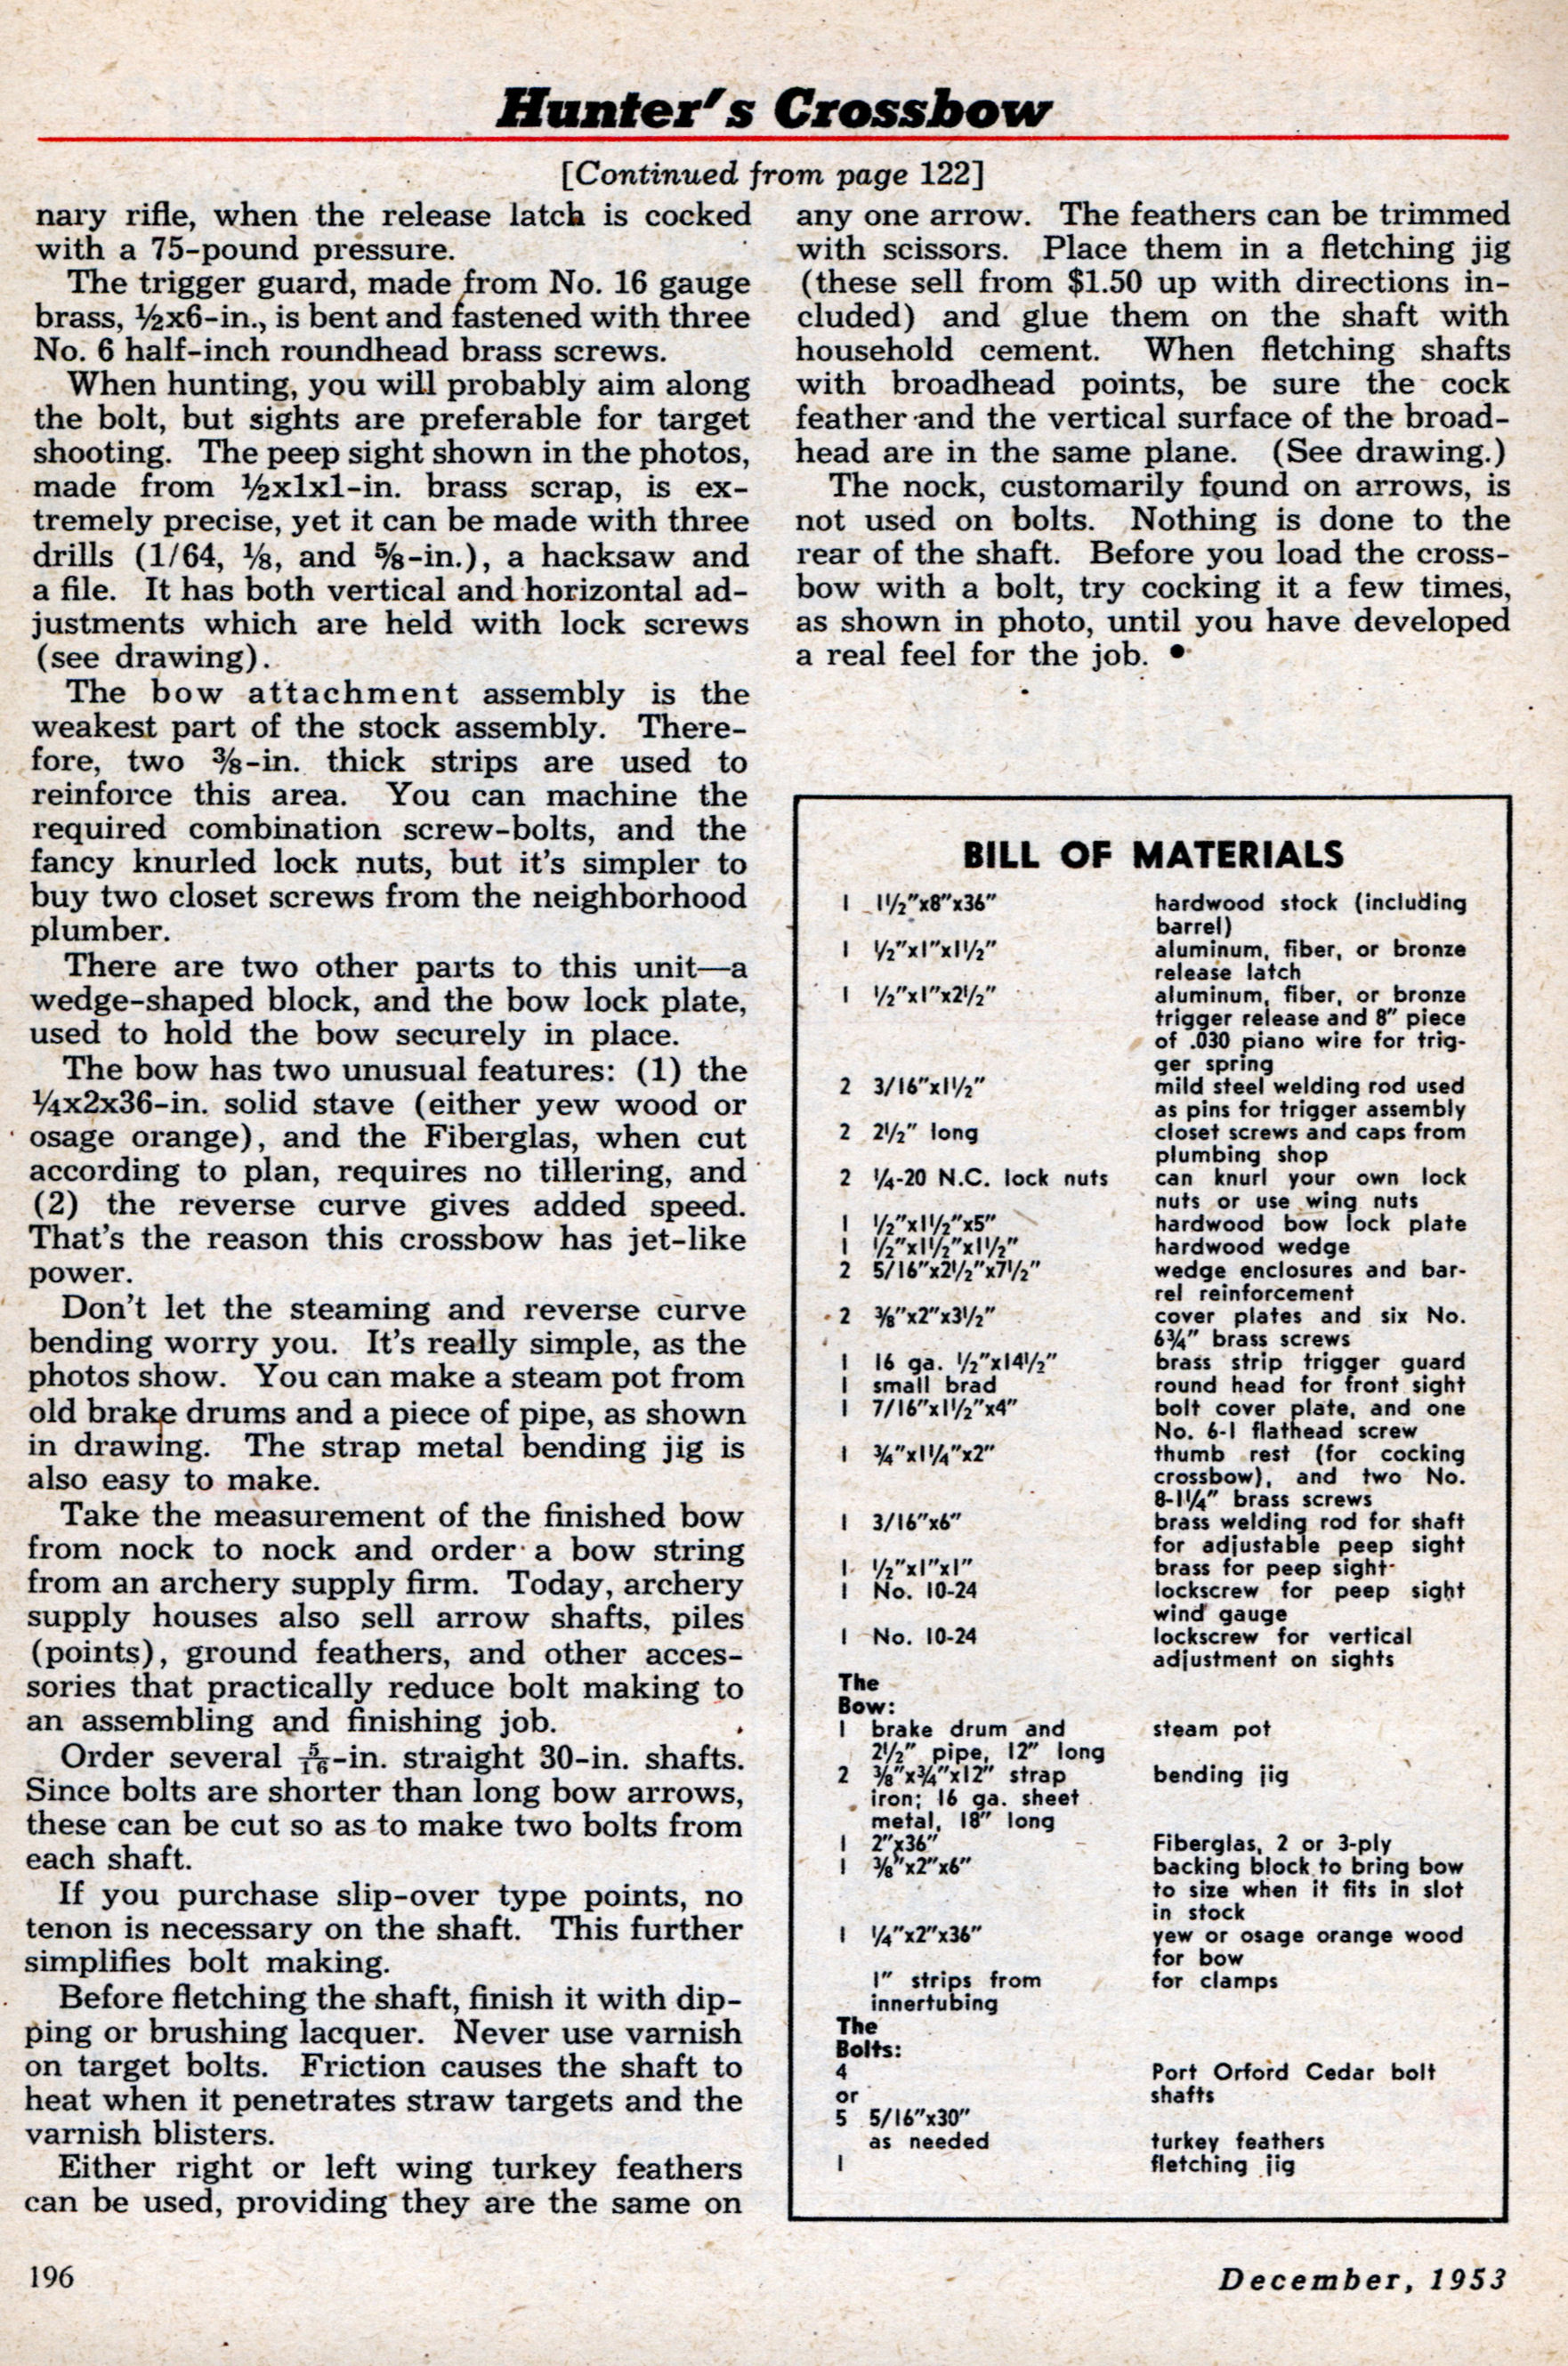 Hunter's Crossbow
[Continued from page 122]
nary rifle, when the release latch is cocked
with a 75-pound pressure.
The trigger guard, made from No. 16 gauge
brass, ½x6-in., is bent and fastened with three
No. 6 half-inch roundhead brass screws.
When hunting, you will probably aim along
the bolt, but sights are preferable for target
shooting. The peep sight shown in the photos,
made from ½x1x1-in. brass scrap, is ex-
tremely precise, yet it can be made with three
drills (1/64, ⅛, and ⅝-in.), a hacksaw and
a file. It has both vertical and horizontal ad-
justments which are held with lock screws
(see drawing).
The bow attachment assembly is the
weakest part of the stock assembly. There-
fore, two ⅜-in. thick strips are used to
reinforce this area. You can machine the
required combination screw-bolts, and the
fancy knurled lock nuts, but it's simpler to
buy two closet screws from the neighborhood
plumber.
There are two other parts to this unit—a
wedge-shaped block, and the bow lock plate,
used to hold the bow securely in place.
The bow has two unusual features: (1) the
¼x2x36-in. solid stave (either yew wood or
osage orange), and the Fiberglas, when cut
according to plan, requires no tillering, and
(2) the reverse curve gives added speed.
That's the reason this crossbow has jet-like
power.
Don't let the steaming and reverse curve
bending worry you. It's really simple, as the
photos show. You can make a steam pot from
old brake drums and a piece of pipe, as shown
in drawing. The strap metal bending jig is
also easy to make.
Take the measurement of the finished bow
from nock to nock and order a bow string
from an archery supply firm. Today, archery
supply houses also sell arrow shafts, piles
(points), ground feathers, and other acces-
sories that practically reduce bolt making to
an assembling and finishing job.
Order several 5/16-in. straight 30-in. shafts.
Since bolts are shorter than long bow arrows,
these can be cut so as to make two bolts from
each shaft.
If you purchase slip-over type points, no
tenon is necessary on the shaft. This further
simplifies bolt making.
Before fletching the shaft, finish it with dip-
ping or brushing lacquer. Never use varnish
on target bolts. Friction causes the shaft to
heat when it penetrates straw targets and the
varnish blisters.
Either right or left wing turkey feathers
can be used, providing they are the same on
any one arrow. The feathers can be trimmed
with scissors. Place them in a fletching jig
(these sell from $1.50 up with directions in-
cluded) and glue them on the shaft with
household cement. When fletching shafts
with broadhead points, be sure the cock
feather and the vertical surface of the broad-
head are in the same plane. (See drawing.)
The nock, customarily found on arrows, is
not used on bolts. Nothing is done to the
rear of the shaft. Before you load the cross-
bow with a bolt, try cocking it a few times,
as shown in photo, until you have developed
a real feel for the job. •
BILL OF MATERIALS
1 1½"x8"x36" hardwood stock (including
barrel)
1 ½"x1"x1½" aluminum, fiber, or bronze
release latch
1 ½"x1"x2½" aluminum, fiber, or bronze
trigger release and 8" piece
of .030 piano wire for trig-
ger spring
2 3/16"x1½" mild steel welding rod used
as pins for trigger assembly
2 2½" long closet screws and caps from
plumbing shop
2 ¼-20 N.C. lock nuts can knurl your own lock
nuts or use wing nuts
1 ½"x1½"x5" hardwood bow lock plate
1 ½"x1½"x1½" hardwood wedge
2 5/16"x2½"x7½" wedge enclosures and bar-
rel reinforcement
2 ⅜"x2"x3½" cover plates and six No.
6¾" brass screws
1 16 ga. ½"x14½" brass strip trigger guard
1 small brad round head for front sight
1 7/16"x1½"x4" bolt cover plate, and one
No. 6-1 flathead screw
1 ¾"x1¼"x2" thumb rest (for cocking
crossbow), and two No.
8-1¼" brass screws
1 3/16"x6" brass welding rod for shaft
for adjustable peep sight
1 ½"x1"x1" brass for peep sight
1 No. 10-24 lockscrew for peep sight
wind gauge
1 No. 10-24 lockscrew for vertical
adjustment on sights
The
Bow:
1 brake drum and steam pot
2½" pipe, 12" long
2 ⅜"x¾"x12" strap bending jig
iron; 16 ga. sheet
metal, 18" long
1 2"x36" Fiberglas, 2 or 3-ply
1 ⅜"x2"x6" backing block to bring bow
to size when it fits in slot
in stock
1 ¼"x2"x36" yew or osage orange wood
for bow
1" strips from for clamps
innertubing
The
Bolts:
4 Port Orford Cedar bolt
or shafts
5 5/16"x30"
as needed turkey feathers
1 fletching jig
196
December, 1953